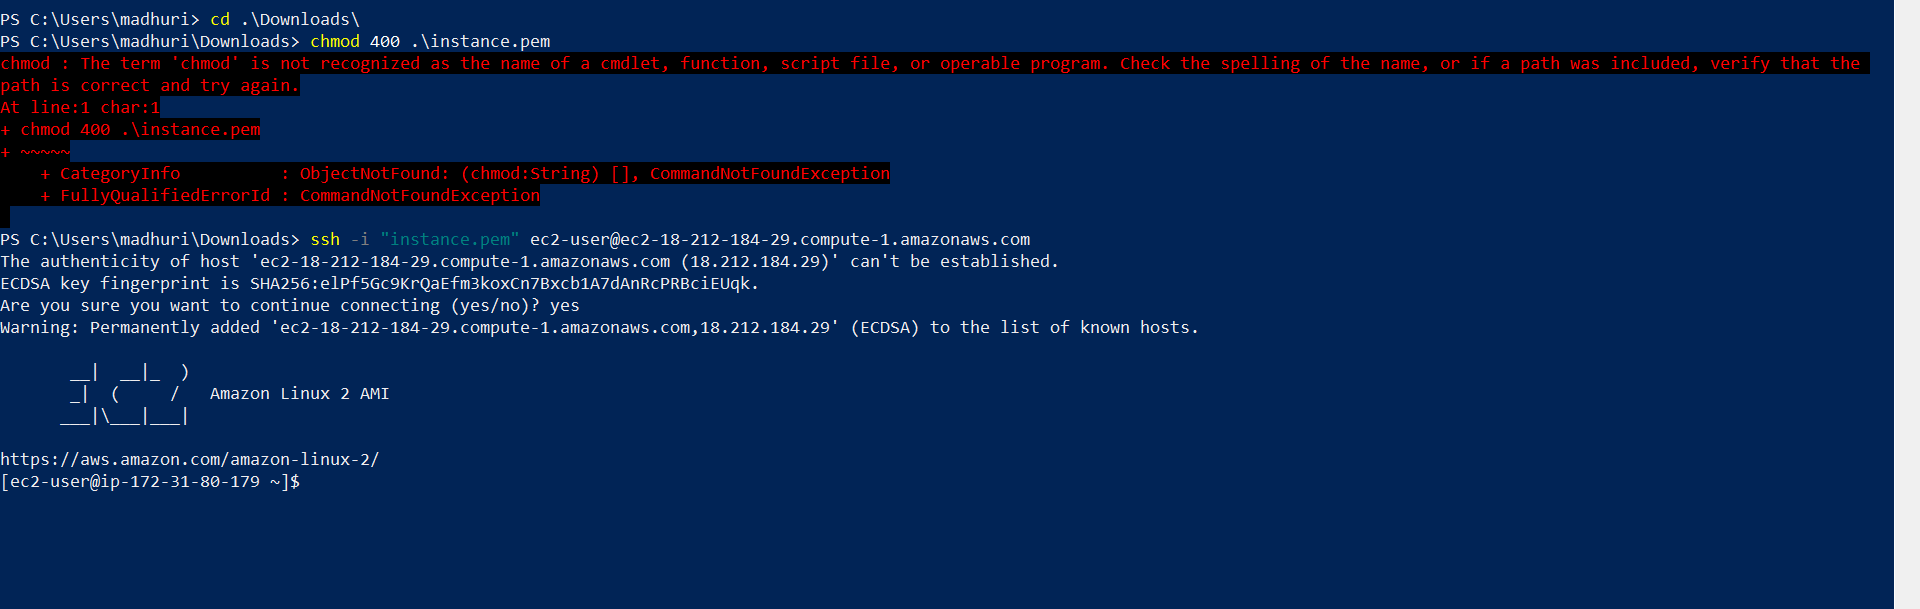 PS C:\Users\madhuri> cd .\Downloads\
PS C:\Users\madhuri\Downloads> chmod 400 .\instance.pem
chmod : The term 'chmod' is not recognized as the name of a cmdlet, function, script file, or operable program. Check the spelling of the name, or if a path was included, verify that the
path is correct and try again.
At line:1 char:1
+ chmod 400 .\instance.pem
+ ~~~~~
    + CategoryInfo          : ObjectNotFound: (chmod:String) [], CommandNotFoundException
    + FullyQualifiedErrorId : CommandNotFoundException

PS C:\Users\madhuri\Downloads> ssh -i "instance.pem" ec2-user@ec2-18-212-184-29.compute-1.amazonaws.com
The authenticity of host 'ec2-18-212-184-29.compute-1.amazonaws.com (18.212.184.29)' can't be established.
ECDSA key fingerprint is SHA256:elPf5Gc9KrQaEfm3koxCn7Bxcb1A7dAnRcPRBciEUqk.
Are you sure you want to continue connecting (yes/no)? yes
Warning: Permanently added 'ec2-18-212-184-29.compute-1.amazonaws.com,18.212.184.29' (ECDSA) to the list of known hosts.

       __|  __|_  )
       _|  (     /   Amazon Linux 2 AMI
      ___|\___|___|

https://aws.amazon.com/amazon-linux-2/
[ec2-user@ip-172-31-80-179 ~]$